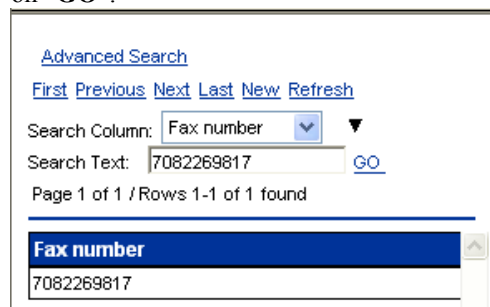 on "GO".
Advanced Search
First Previous Next Last New Refresh
Search Column: Fax number
Search Text: 7082269817 GO
Page 1 of 1 / Rows 1-1 of 1 found
Fax number
7082269817